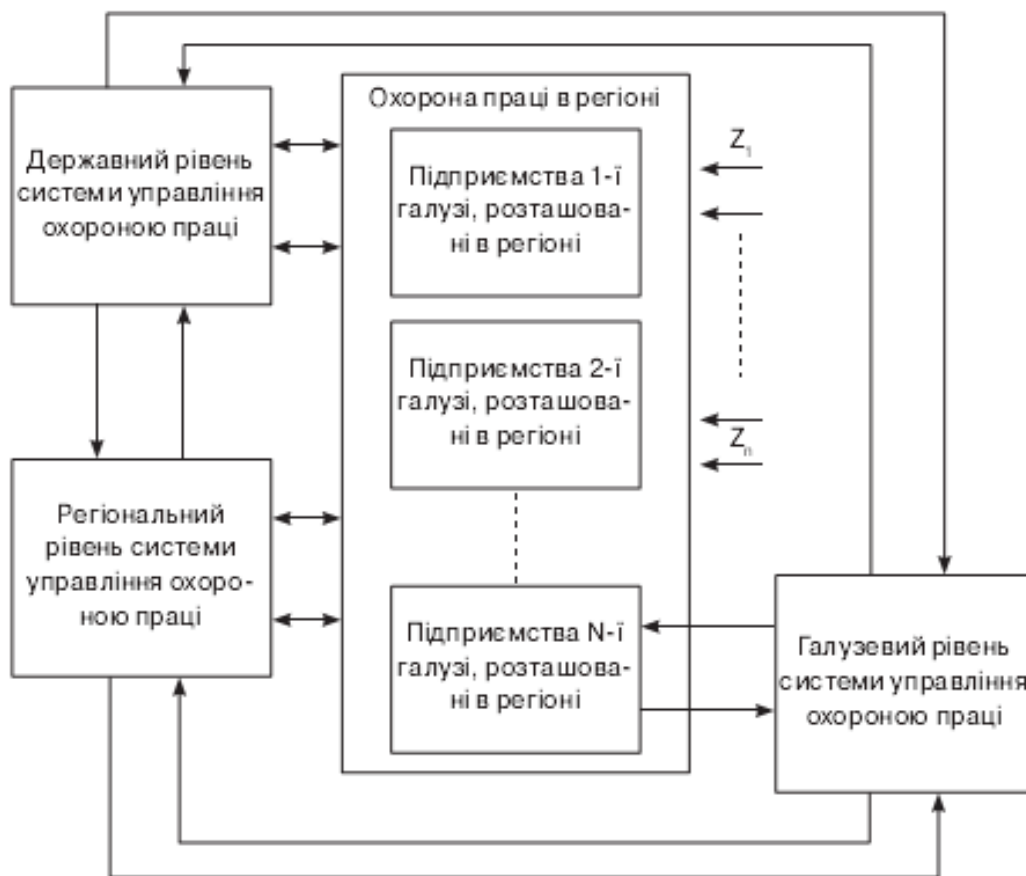 Охорона праці в регіоні
Державний рівень
системи управління
охороною праці
Підприємства 1-ї
галузі, розташова-
ні в регіоні
Z₁
Підприємства 2-ї
галузі, розташова-
ні в регіоні
Zₙ
Регіональний
рівень системи
управління охоро-
ною праці
Підприємства N-ї
галузі, розташова-
ні в регіоні
Галузевий рівень
системи управління
охороною праці